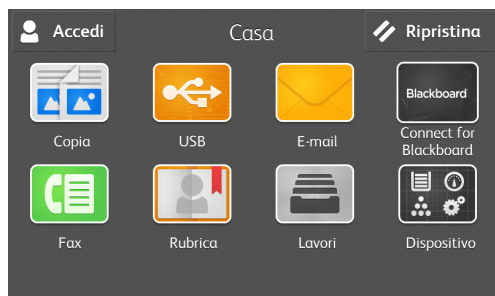 Accedi
Casa
Ripristina
Blackboard
Copia
USB
E-mail
Connect for
Blackboard
Fax
Rubrica
Lavori
Dispositivo